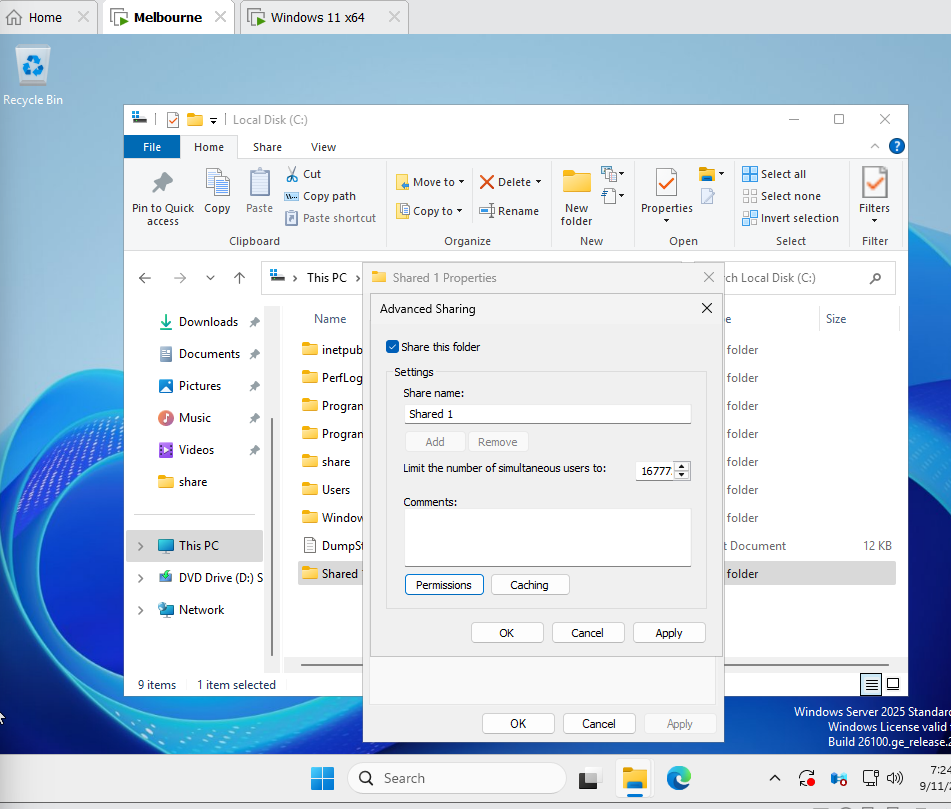 Home
Melbourne
Windows 11 x64
Recycle Bin
Local Disk (C:)
File
Home
Share
View
Pin to Quick access
Copy
Paste
Cut
Copy path
Paste shortcut
Clipboard
Move to
Copy to
Delete
Rename
Organize
New folder
New
Properties
Open
Select all
Select none
Invert selection
Select
Filters
Filter
This PC
Shared 1 Properties
ch Local Disk (C:)
Downloads
Documents
Pictures
Music
Videos
share
This PC
DVD Drive (D:) S
Network
Name
e
Size
inetpub
folder
PerfLog
folder
Program
folder
Program
folder
share
folder
Users
folder
Window
folder
DumpSt
t Document
12 KB
Shared
folder
Advanced Sharing
Share this folder
Settings
Share name:
Shared 1
Add
Remove
Limit the number of simultaneous users to:
16777
Comments:
Permissions
Caching
OK
Cancel
Apply
OK
Cancel
Apply
9 items
1 item selected
Windows Server 2025 Standard
Windows License valid
Build 26100.ge_release.2
Search
7:24
9/11/